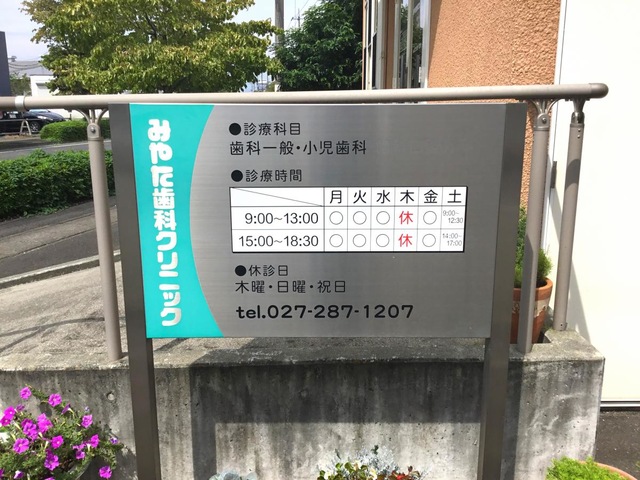 みやた歯科クリニック
●診療科目
歯科一般・小児歯科
●診療時間
月 火 水 木 金 土
9:00~13:00 ○ ○ ○ 休 ○ 9:00~12:30
15:00~18:30 ○ ○ ○ 休 ○ 14:00~17:00
●休診日
木曜・日曜・祝日
tel.027-287-1207